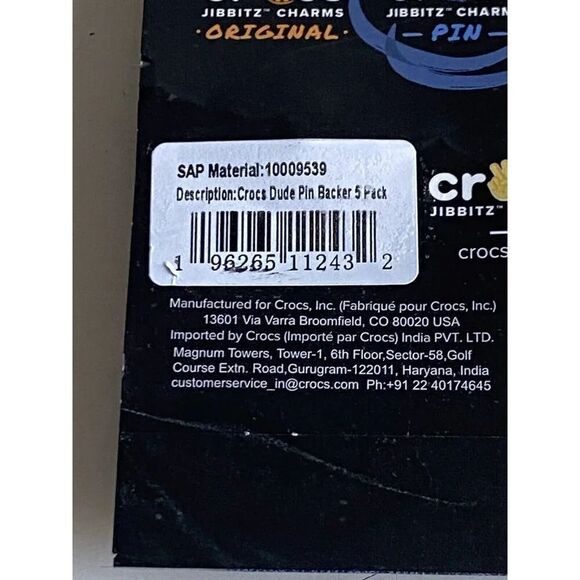 JIBBITZ™ CHARMS
JIBBITZ™ CHARM
· ORIGINAL ·
— PIN —
SAP Material:10009539
Description:Crocs Dude Pin Backer 5 Pack
1 96265 11243 2
cr
JIBBITZ™
crocs
Manufactured for Crocs, Inc. (Fabriqué pour Crocs, Inc.)
13601 Via Varra Broomfield, CO 80020 USA
Imported by Crocs (Importé par Crocs) India PVT. LTD.
Magnum Towers, Tower-1, 6th Floor,Sector-58,Golf
Course Extn. Road,Gurugram-122011, Haryana, India
customerservice_in@crocs.com Ph:+91 22 40174645